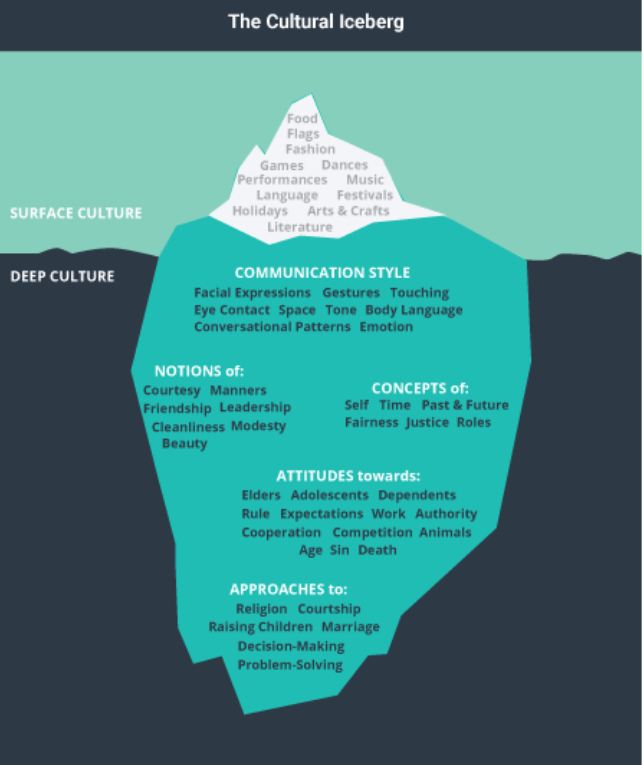 The Cultural Iceberg
Food
Flags
Fashion
Games Dances
Performances Music
Language Festivals
Holidays Arts & Crafts
Literature
SURFACE CULTURE
DEEP CULTURE
COMMUNICATION STYLE
Facial Expressions Gestures Touching
Eye Contact Space Tone Body Language
Conversational Patterns Emotion
NOTIONS of:
Courtesy Manners
Friendship Leadership
Cleanliness Modesty
Beauty
CONCEPTS of:
Self Time Past & Future
Fairness Justice Roles
ATTITUDES towards:
Elders Adolescents Dependents
Rule Expectations Work Authority
Cooperation Competition Animals
Age Sin Death
APPROACHES to:
Religion Courtship
Raising Children Marriage
Decision-Making
Problem-Solving